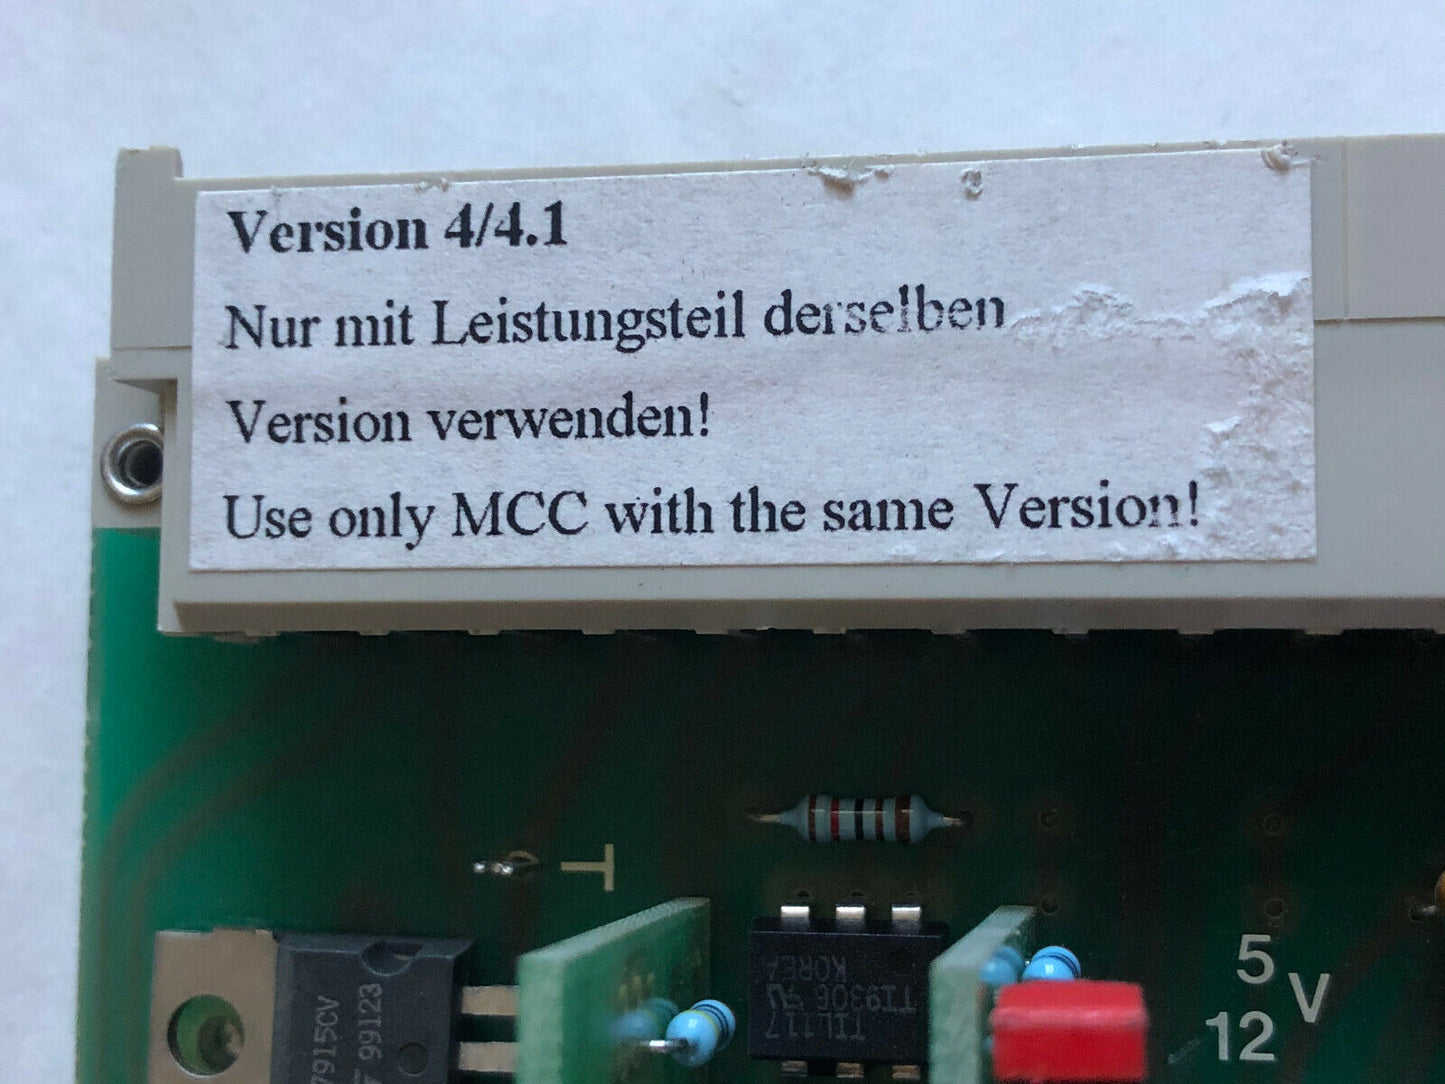 Version 4/4.1
Nur mit Leistungsteil derselben
Version verwenden!
Use only MCC with the same Version!
T
5
V
12
TIL117
TI9306
KOREA
7915CV
99123